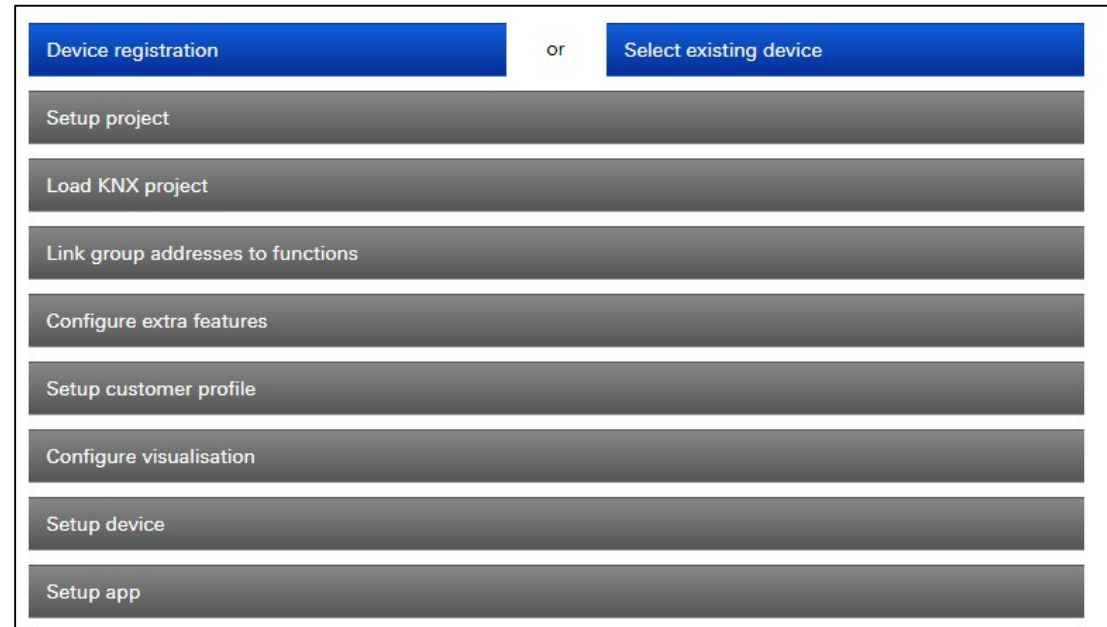 Device registration or Select existing device
Setup project
Load KNX project
Link group addresses to functions
Configure extra features
Setup customer profile
Configure visualisation
Setup device
Setup app